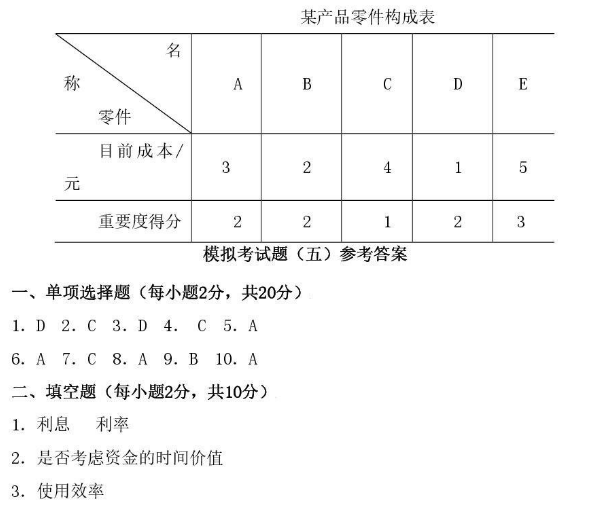 某产品零件构成表
名
称
零件
A B C D E
目前成本/
元
3 2 4 1 5
重要度得分 2 2 1 2 3
模拟考试题（五）参考答案
一、单项选择题（每小题2分，共20分）
1．D 2．C 3．D 4． C 5．A
6．A 7．C 8．A 9．B 10．A
二、填空题（每小题2分，共10分）
1．利息 利率
2．是否考虑资金的时间价值
3．使用效率